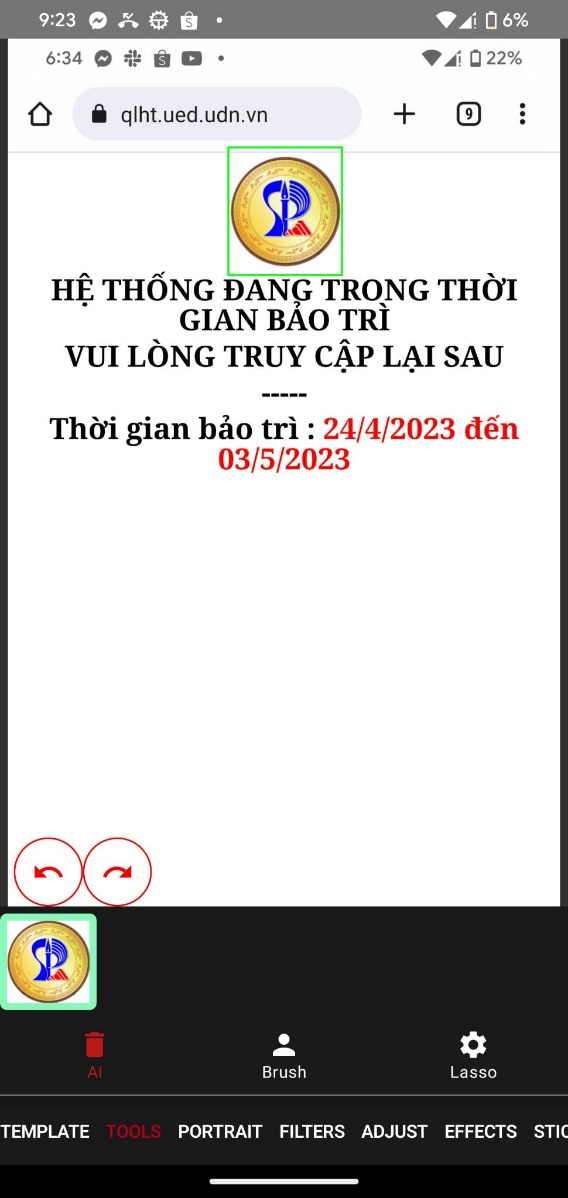 9:23
6%
6:34
22%
qlht.ued.udn.vn
9
HỆ THỐNG ĐANG TRONG THỜI
GIAN BẢO TRÌ
VUI LÒNG TRUY CẬP LẠI SAU
-----
Thời gian bảo trì : 24/4/2023 đến
03/5/2023
AI
Brush
Lasso
TEMPLATE TOOLS PORTRAIT FILTERS ADJUST EFFECTS STIC